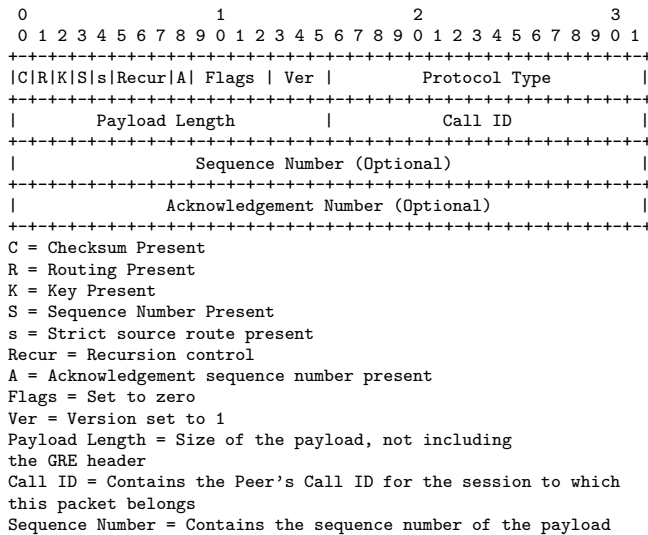 0                   1                   2                   3
0 1 2 3 4 5 6 7 8 9 0 1 2 3 4 5 6 7 8 9 0 1 2 3 4 5 6 7 8 9 0 1
+-+-+-+-+-+-+-+-+-+-+-+-+-+-+-+-+-+-+-+-+-+-+-+-+-+-+-+-+-+-+-+-+
|C|R|K|S|s|Recur|A| Flags | Ver |         Protocol Type         |
+-+-+-+-+-+-+-+-+-+-+-+-+-+-+-+-+-+-+-+-+-+-+-+-+-+-+-+-+-+-+-+-+
|        Payload Length         |           Call ID             |
+-+-+-+-+-+-+-+-+-+-+-+-+-+-+-+-+-+-+-+-+-+-+-+-+-+-+-+-+-+-+-+-+
|                  Sequence Number (Optional)                   |
+-+-+-+-+-+-+-+-+-+-+-+-+-+-+-+-+-+-+-+-+-+-+-+-+-+-+-+-+-+-+-+-+
|               Acknowledgement Number (Optional)               |
+-+-+-+-+-+-+-+-+-+-+-+-+-+-+-+-+-+-+-+-+-+-+-+-+-+-+-+-+-+-+-+-+
C = Checksum Present
R = Routing Present
K = Key Present
S = Sequence Number Present
s = Strict source route present
Recur = Recursion control
A = Acknowledgement sequence number present
Flags = Set to zero
Ver = Version set to 1
Payload Length = Size of the payload, not including
the GRE header
Call ID = Contains the Peer's Call ID for the session to which
this packet belongs
Sequence Number = Contains the sequence number of the payload